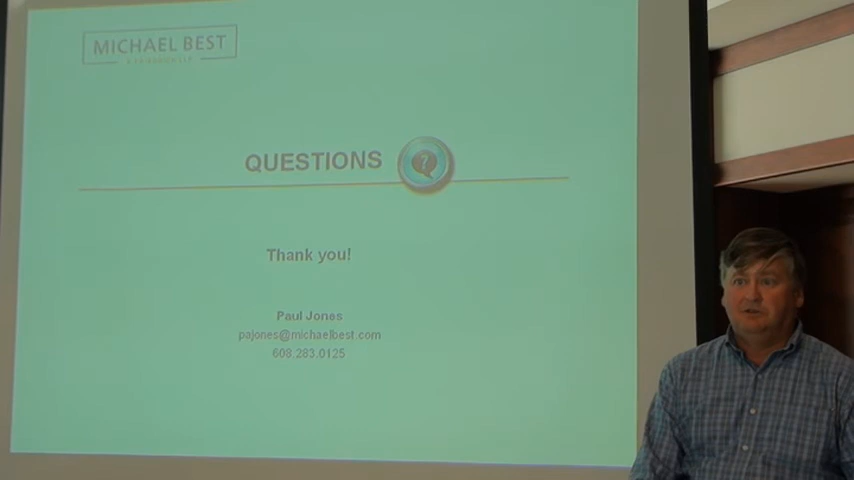 MICHAEL BEST
QUESTIONS
?
Thank you!
Paul Jones
pajones@michaelbest.com
608.283.0125